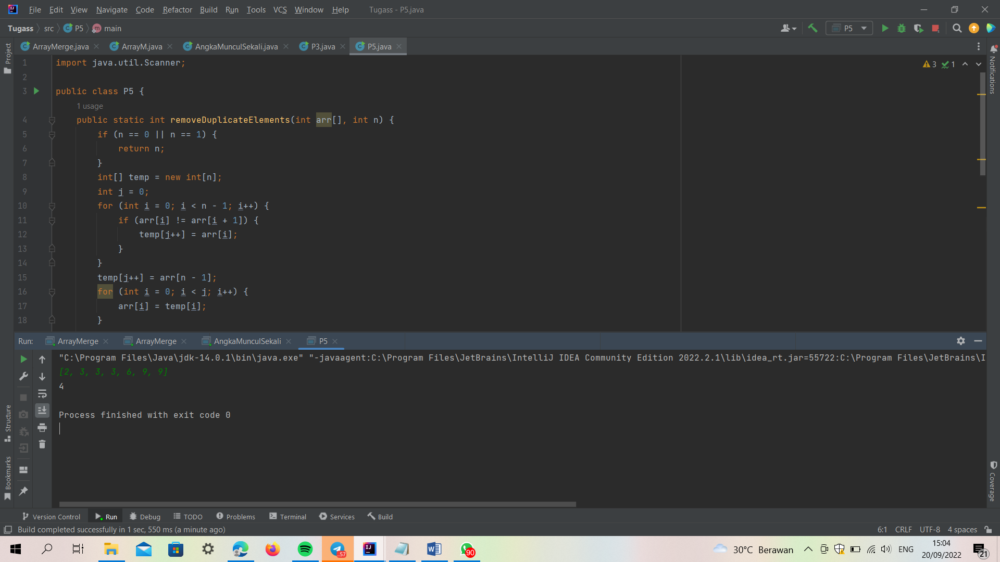 File Edit View Navigate Code Refactor Build Run Tools VCS Window Help Tugass - P5.java
Tugass src P5 main P5
ArrayMerge.java ArrayM.java AngkaMunculSekali.java P3.java P5.java
Project
Notifications
3 1
1 import java.util.Scanner;
2
3 public class P5 {
1 usage
4 public static int removeDuplicateElements(int arr[], int n) {
5 if (n == 0 || n == 1) {
6 return n;
7 }
8 int[] temp = new int[n];
9 int j = 0;
10 for (int i = 0; i < n - 1; i++) {
11 if (arr[i] != arr[i + 1]) {
12 temp[j++] = arr[i];
13 }
14 }
15 temp[j++] = arr[n - 1];
16 for (int i = 0; i < j; i++) {
17 arr[i] = temp[i];
18 }
Run: ArrayMerge ArrayMerge AngkaMunculSekali P5
"C:\Program Files\Java\jdk-14.0.1\bin\java.exe" "-javaagent:C:\Program Files\JetBrains\IntelliJ IDEA Community Edition 2022.2.1\lib\idea_rt.jar=55722:C:\Program Files\JetBrains\I
[2, 3, 3, 3, 6, 9, 9]
4
Process finished with exit code 0
Structure
Bookmarks
Coverage
Version Control Run Debug TODO Problems Terminal Services Build
Build completed successfully in 1 sec, 550 ms (a minute ago) 6:1 CRLF UTF-8 4 spaces
..57 90 30°C Berawan ENG 15:04
20/09/2022 21